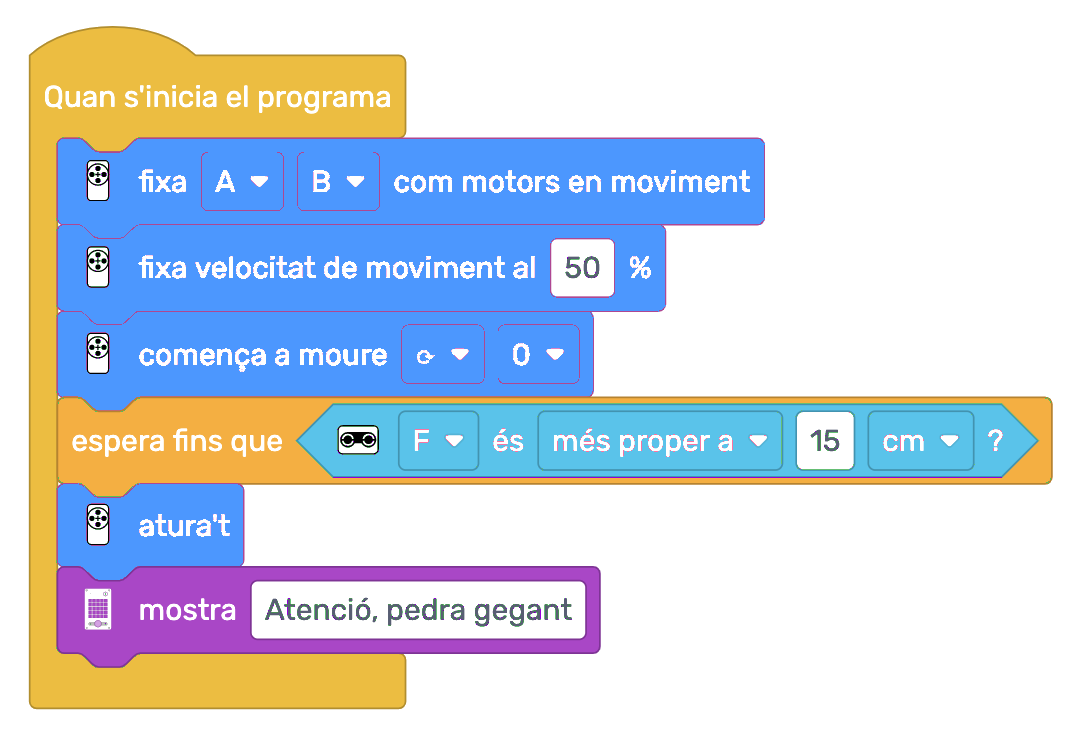 Quan s'inicia el programa
fixa A B com motors en moviment
fixa velocitat de moviment al 50 %
comença a moure ⟳ 0
espera fins que F és més proper a 15 cm ?
atura't
mostra Atenció, pedra gegant